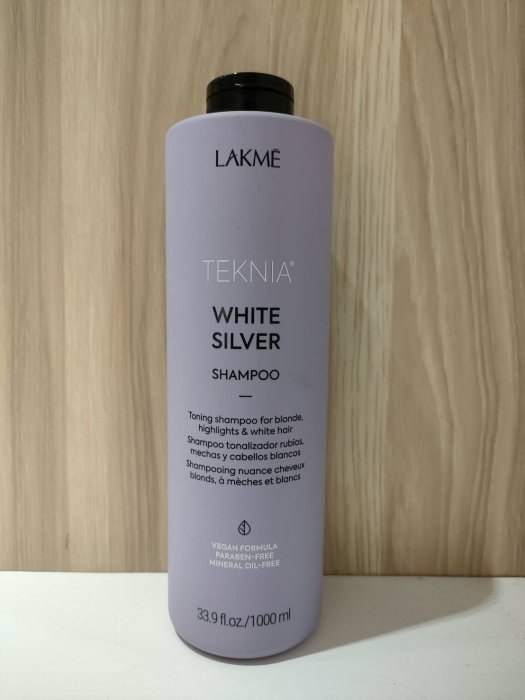 LAKMĒ
TEKNIA®
WHITE
SILVER
SHAMPOO
Toning shampoo for blonde,
highlights & white hair
Shampoo tonalizador rubios,
mechas y cabellos blancos
Shampooing nuance cheveux
blonds, à mèches et blancs
VEGAN FORMULA
PARABEN-FREE
MINERAL OIL-FREE
33.9 fl.oz./1000 ml